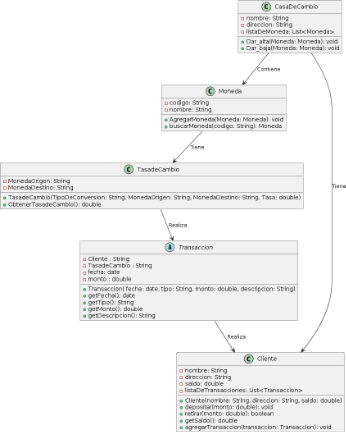 C CasaDeCambio
nombre: String
direccion: String
listaDeMoneda: List<Moneda>
Dar_alta(Moneda: Moneda): void
Dar_baja(Moneda: Moneda): void
Contiene
C Moneda
codigo: String
nombre: String
AgregarMoneda(Moneda: Moneda): void
buscarMoneda(codigo: String): Moneda
Tiene
C TasadeCambio
MonedaOrigen: String
MonedaDestino: String
TasadeCambio(TipoDeConversion: String, MonedaOrigen: String, MonedaDestino: String, Tasa: double)
ObtenerTasadeCambio(): double
Tiene
Realiza
A Transaccion
Cliente : String
TasadeCambio : String
fecha: date
monto : double
Transaccion( fecha: date, tipo: String, monto: double, descripcion: String)
getFecha(): date
getTipo(): String
getMonto(): double
getDescripcion(): String
Realiza
C Cliente
nombre: String
direccion: String
saldo: double
listaDeTransacciones: List<Transaccion>
Cliente(nombre: String, direccion: String, saldo: double)
depositar(monto: double): void
retirar(monto: double): boolean
getSaldo(): double
agregarTransaccion(transaccion: Transaccion): void